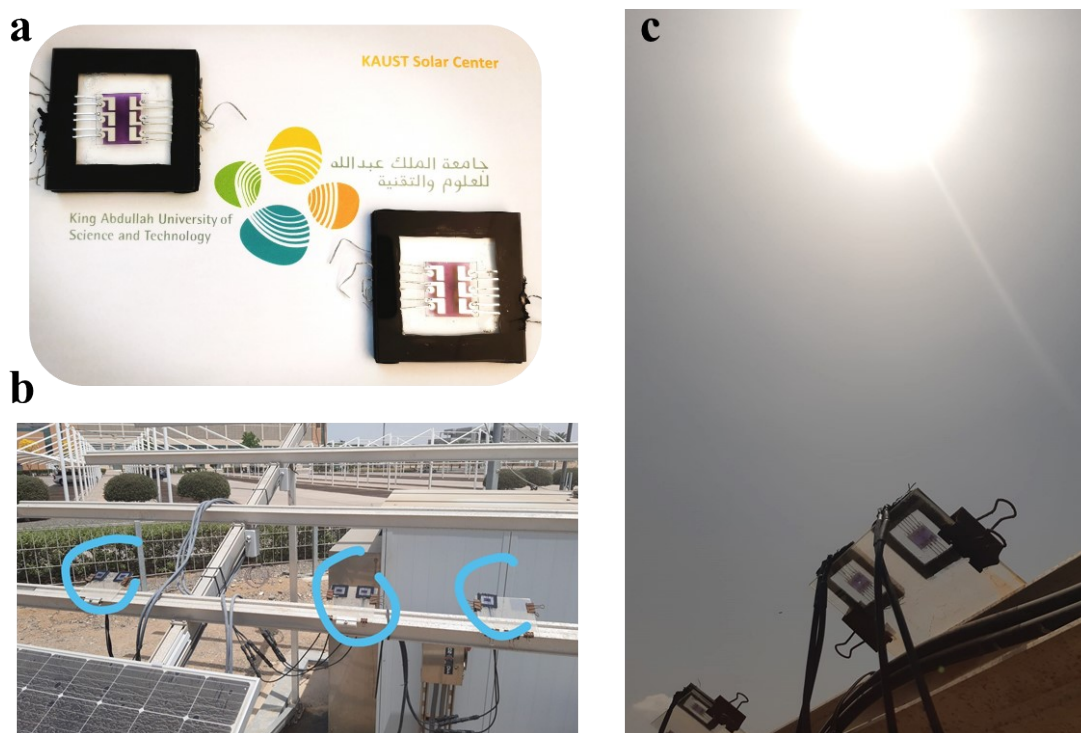 a
KAUST Solar Center
جامعة الملك عبدالله
للعلوم والتقنية
King Abdullah University of
Science and Technology
b
c